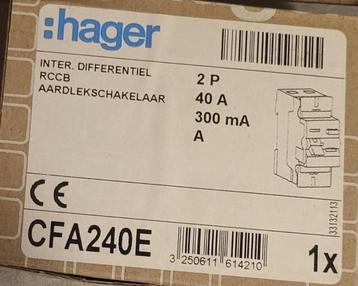 :hager
INTER. DIFFERENTIEL 2 P
RCCB 40 A
AARDLEKSCHAKELAAR 300 mA
A
33132113
CE
CFA240E
3 250611 614210
1x